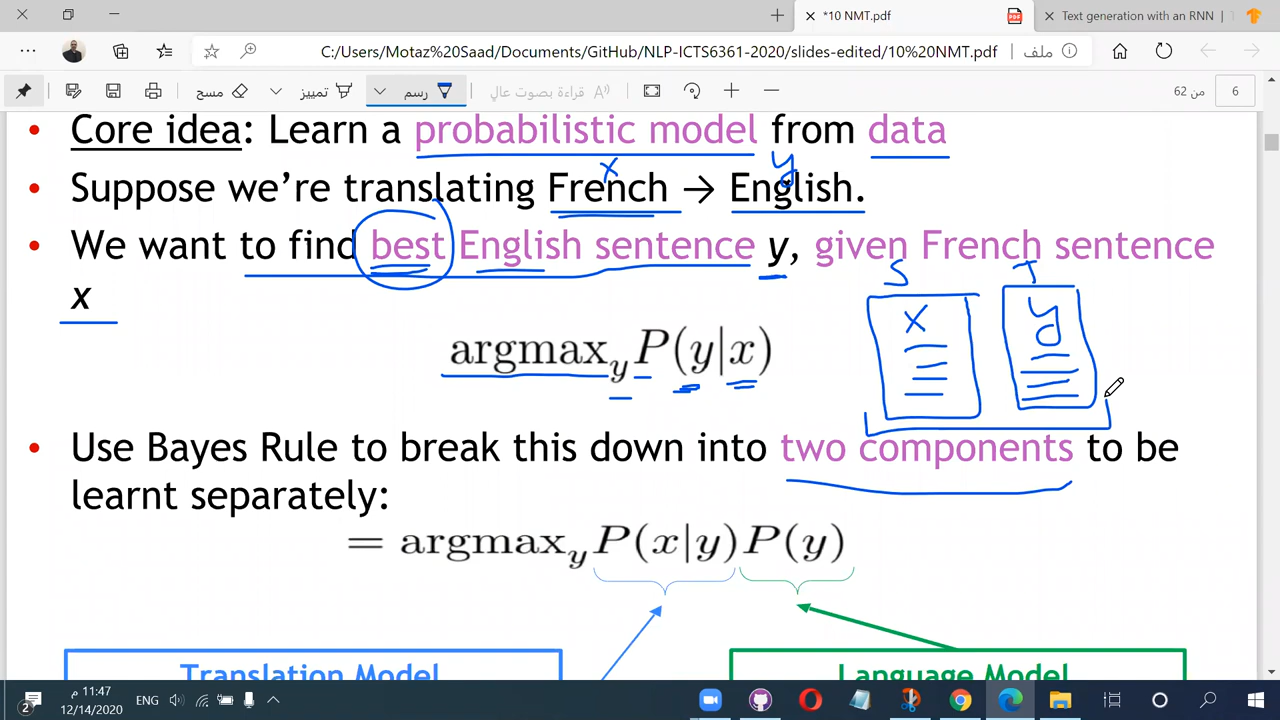 *10 NMT.pdf
Text generation with an RNN |
C:/Users/Motaz%20Saad/Documents/GitHub/NLP-ICTS6361-2020/slides-edited/10%20NMT.pdf
ملف
مسح
تمييز
رسم
قراءة بصوت عالٍ
6
من 62
• Core idea: Learn a probabilistic model from data
x y
• Suppose we’re translating French → English.
• We want to find best English sentence y, given French sentence
x
S T
x y
argmax_y P(y|x)
• Use Bayes Rule to break this down into two components to be
learnt separately:
= argmax_y P(x|y)P(y)
Translation Model
Language Model
2
11:47 م
12/14/2020
ENG